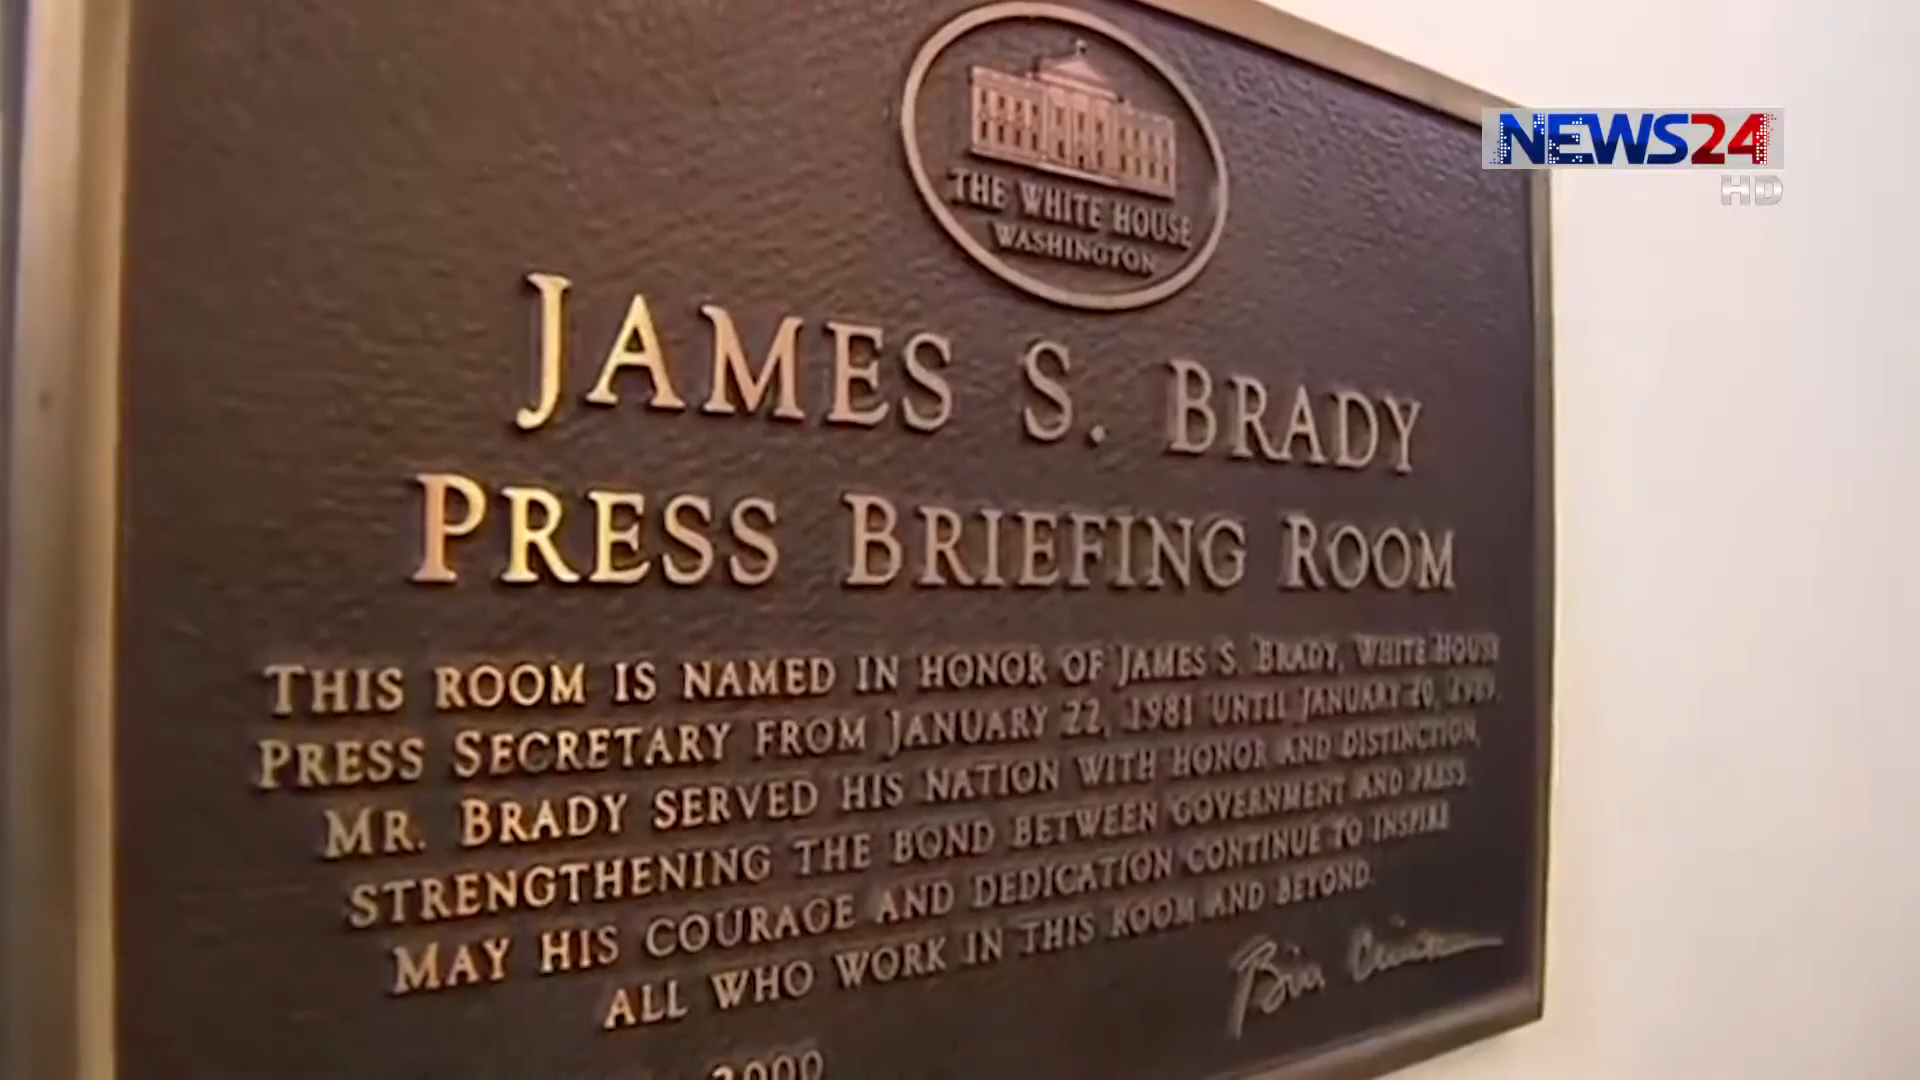 NEWS24
HD
THE WHITE HOUSE
WASHINGTON
JAMES S. BRADY
PRESS BRIEFING ROOM
THIS ROOM IS NAMED IN HONOR OF JAMES S. BRADY, WHITE HOUSE
PRESS SECRETARY FROM JANUARY 22, 1981 UNTIL JANUARY 20, 1989.
MR. BRADY SERVED HIS NATION WITH HONOR AND DISTINCTION,
STRENGTHENING THE BOND BETWEEN GOVERNMENT AND PRESS.
MAY HIS COURAGE AND DEDICATION CONTINUE TO INSPIRE
ALL WHO WORK IN THIS ROOM AND BEYOND.
Bill Clinton
2000